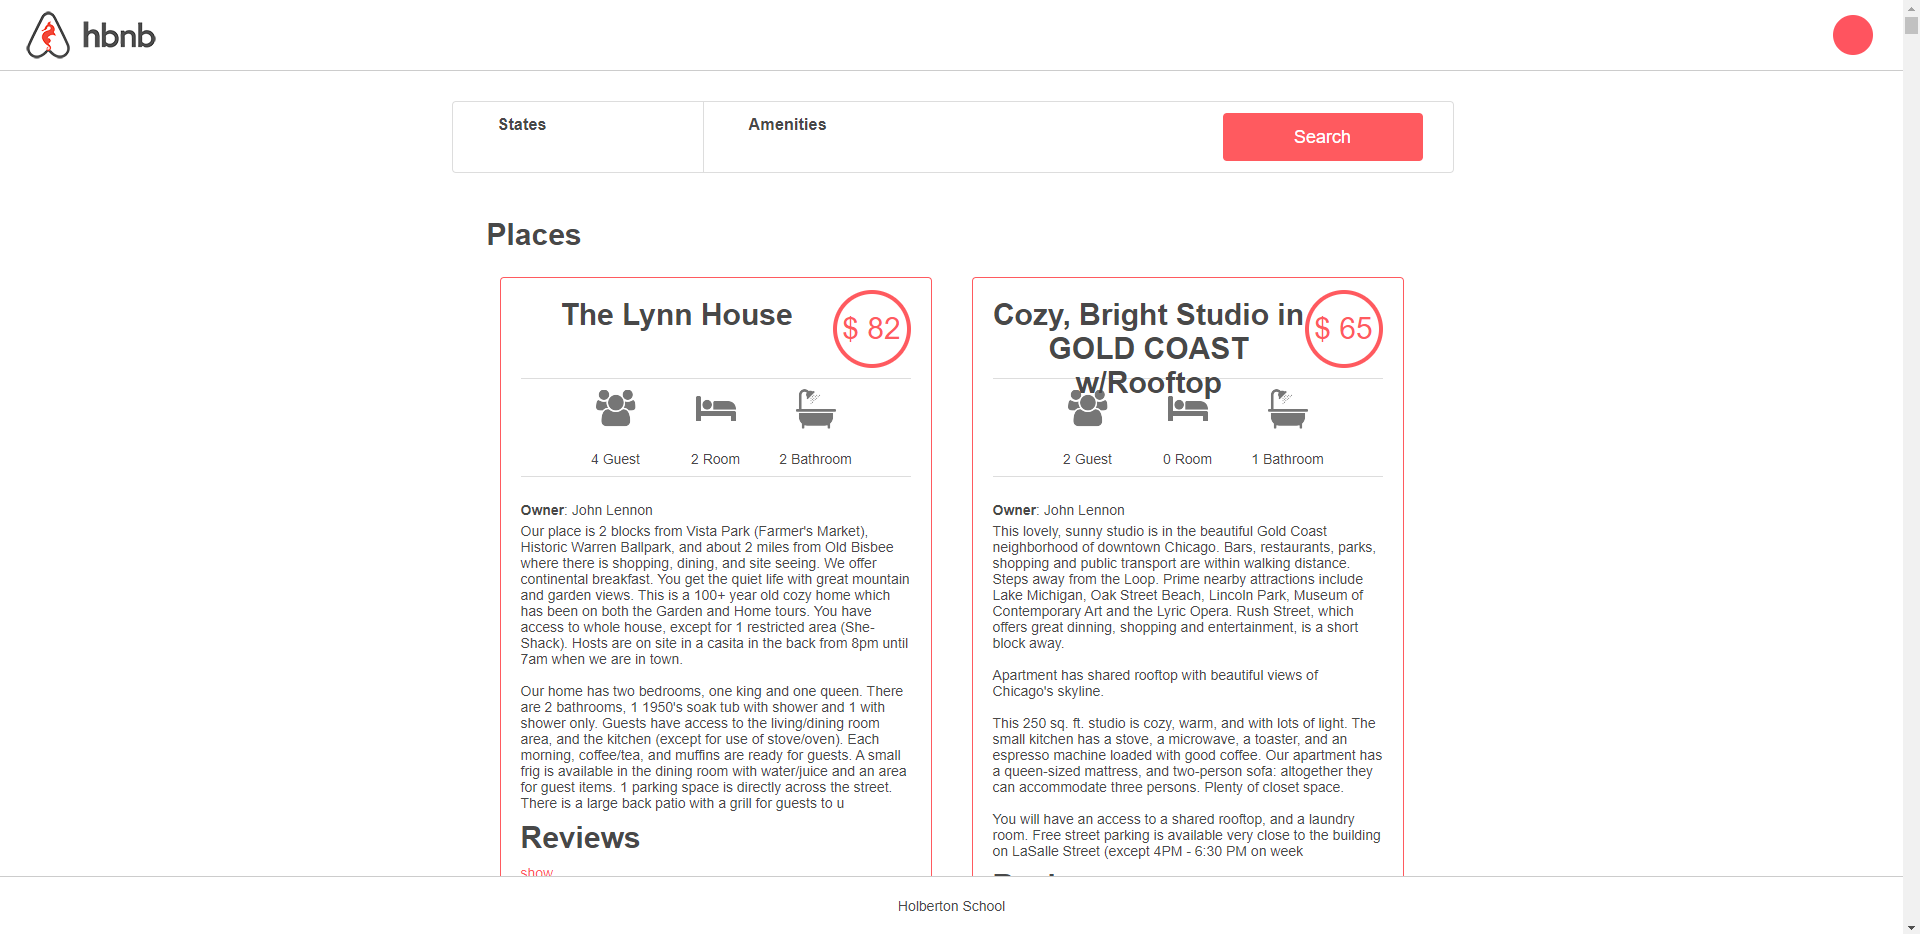 hbnb
States
Amenities
Search
Places
The Lynn House
$ 82
4 Guest
2 Room
2 Bathroom
Owner: John Lennon
Our place is 2 blocks from Vista Park (Farmer's Market),
Historic Warren Ballpark, and about 2 miles from Old Bisbee
where there is shopping, dining, and site seeing. We offer
continental breakfast. You get the quiet life with great mountain
and garden views. This is a 100+ year old cozy home which
has been on both the Garden and Home tours. You have
access to whole house, except for 1 restricted area (She-
Shack). Hosts are on site in a casita in the back from 8pm until
7am when we are in town.
Our home has two bedrooms, one king and one queen. There
are 2 bathrooms, 1 1950's soak tub with shower and 1 with
shower only. Guests have access to the living/dining room
area, and the kitchen (except for use of stove/oven). Each
morning, coffee/tea, and muffins are ready for guests. A small
frig is available in the dining room with water/juice and an area
for guest items. 1 parking space is directly across the street.
There is a large back patio with a grill for guests to u
Reviews
show
Cozy, Bright Studio in
GOLD COAST
w/Rooftop
$ 65
2 Guest
0 Room
1 Bathroom
Owner: John Lennon
This lovely, sunny studio is in the beautiful Gold Coast
neighborhood of downtown Chicago. Bars, restaurants, parks,
shopping and public transport are within walking distance.
Steps away from the Loop. Prime nearby attractions include
Lake Michigan, Oak Street Beach, Lincoln Park, Museum of
Contemporary Art and the Lyric Opera. Rush Street, which
offers great dinning, shopping and entertainment, is a short
block away.
Apartment has shared rooftop with beautiful views of
Chicago's skyline.
This 250 sq. ft. studio is cozy, warm, and with lots of light. The
small kitchen has a stove, a microwave, a toaster, and an
espresso machine loaded with good coffee. Our apartment has
a queen-sized mattress, and two-person sofa: altogether they
can accommodate three persons. Plenty of closet space.
You will have an access to a shared rooftop, and a laundry
room. Free street parking is available very close to the building
on LaSalle Street (except 4PM - 6:30 PM on week
Holberton School